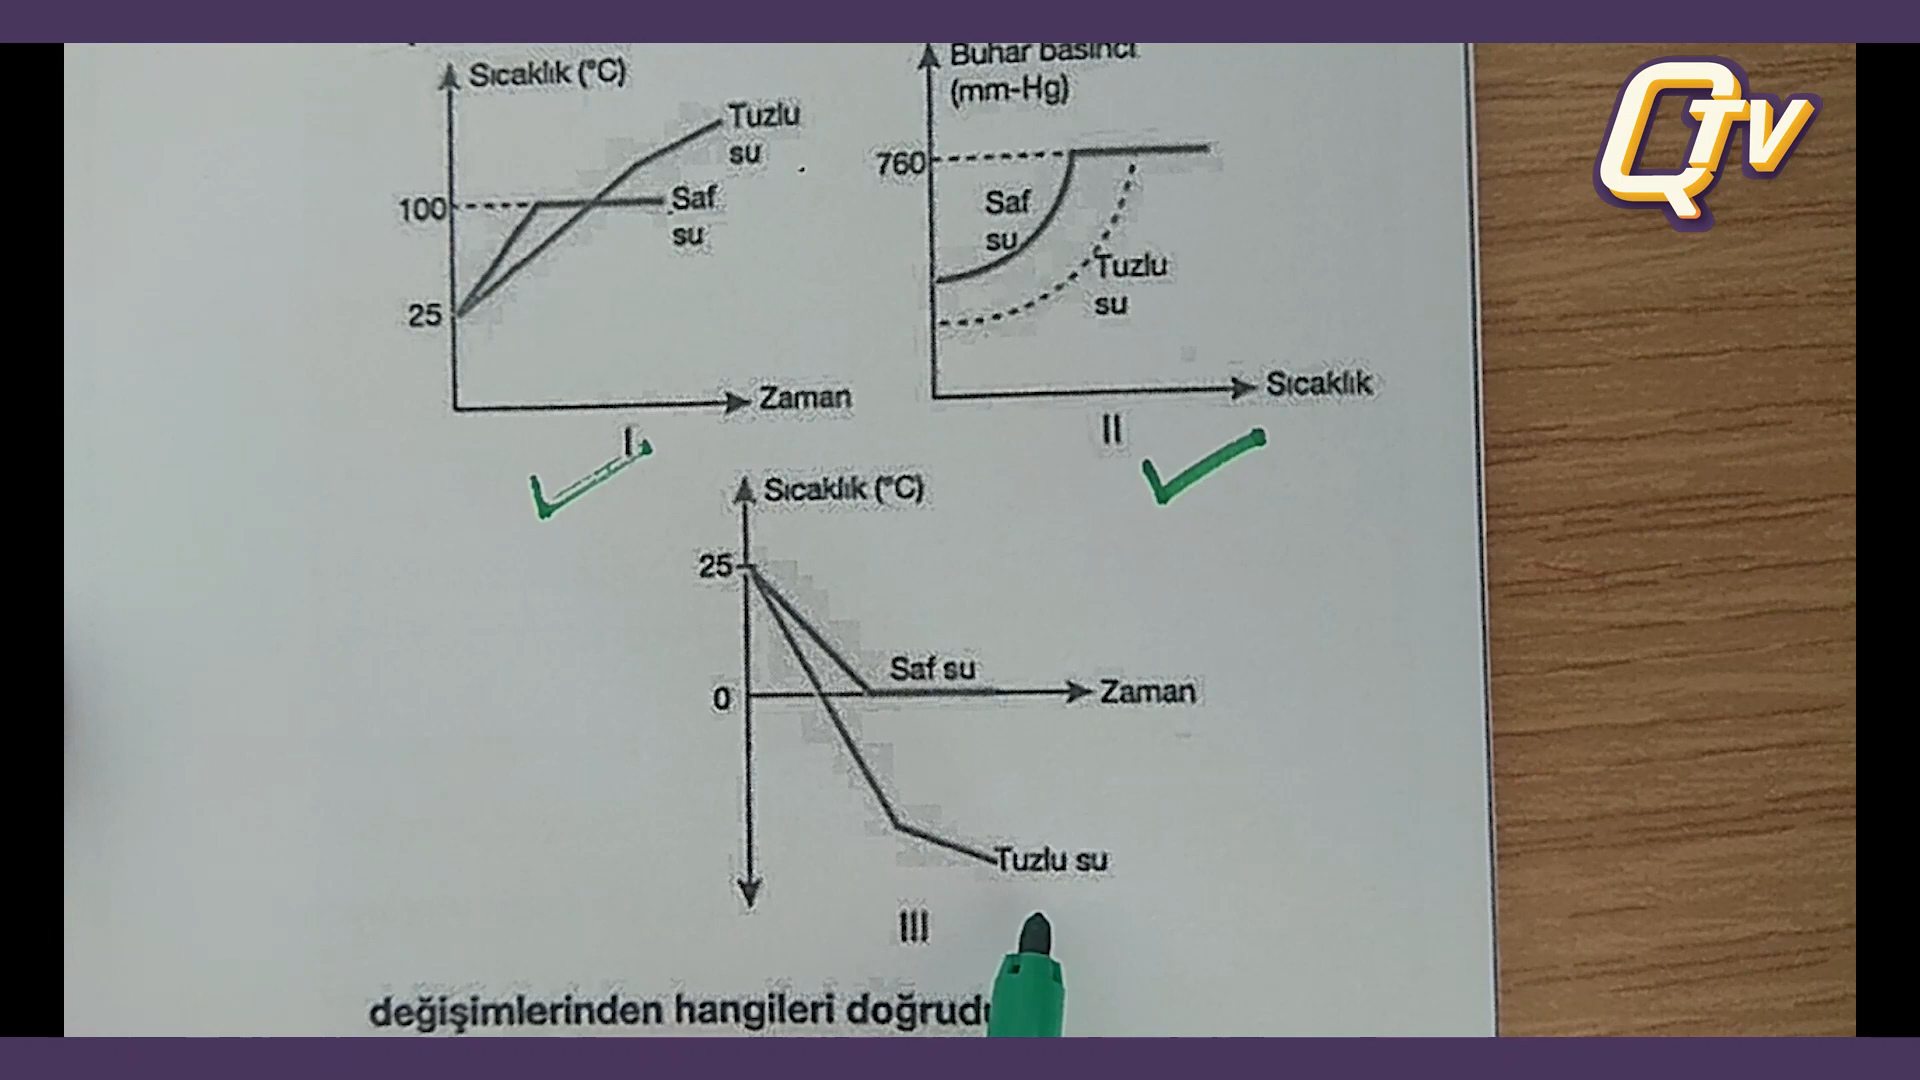 Sıcaklık (°C)
Tuzlu
su
100
Saf
su
25
Zaman
I
Buhar basıncı
(mm-Hg)
760
Saf
su
Tuzlu
su
Sıcaklık
II
Sıcaklık (°C)
25
Saf su
0
Zaman
Tuzlu su
III
değişimlerinden hangileri
QTV